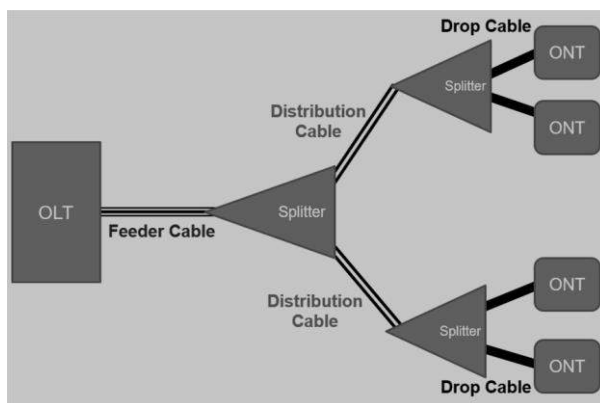 Drop Cable
ONT
Splitter
ONT
Distribution
Cable
OLT
Splitter
Feeder Cable
Distribution
Cable
ONT
Splitter
ONT
Drop Cable